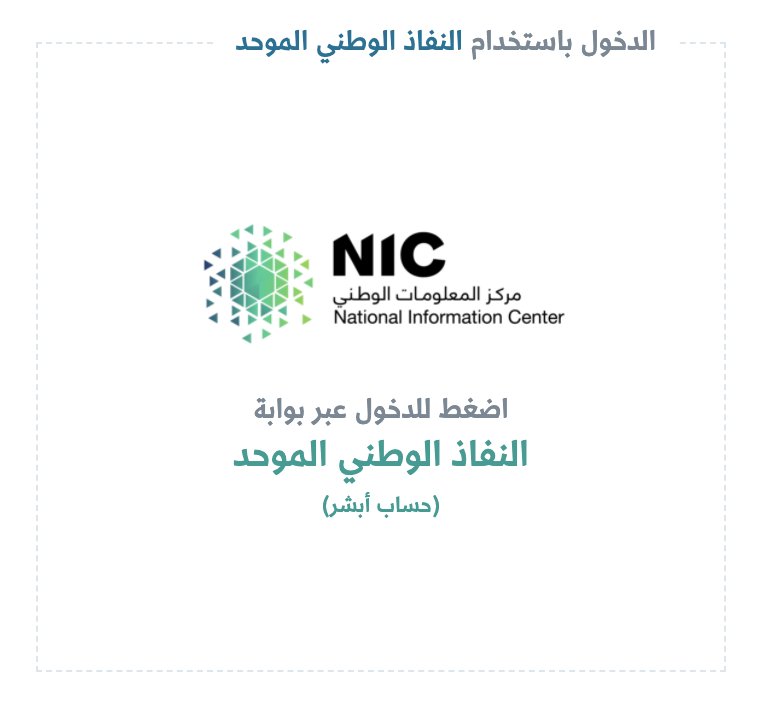 الدخول باستخدام النفاذ الوطني الموحد
NIC
مركز المعلومات الوطني
National Information Center
اضغط للدخول عبر بوابة
النفاذ الوطني الموحد
(حساب أبشر)